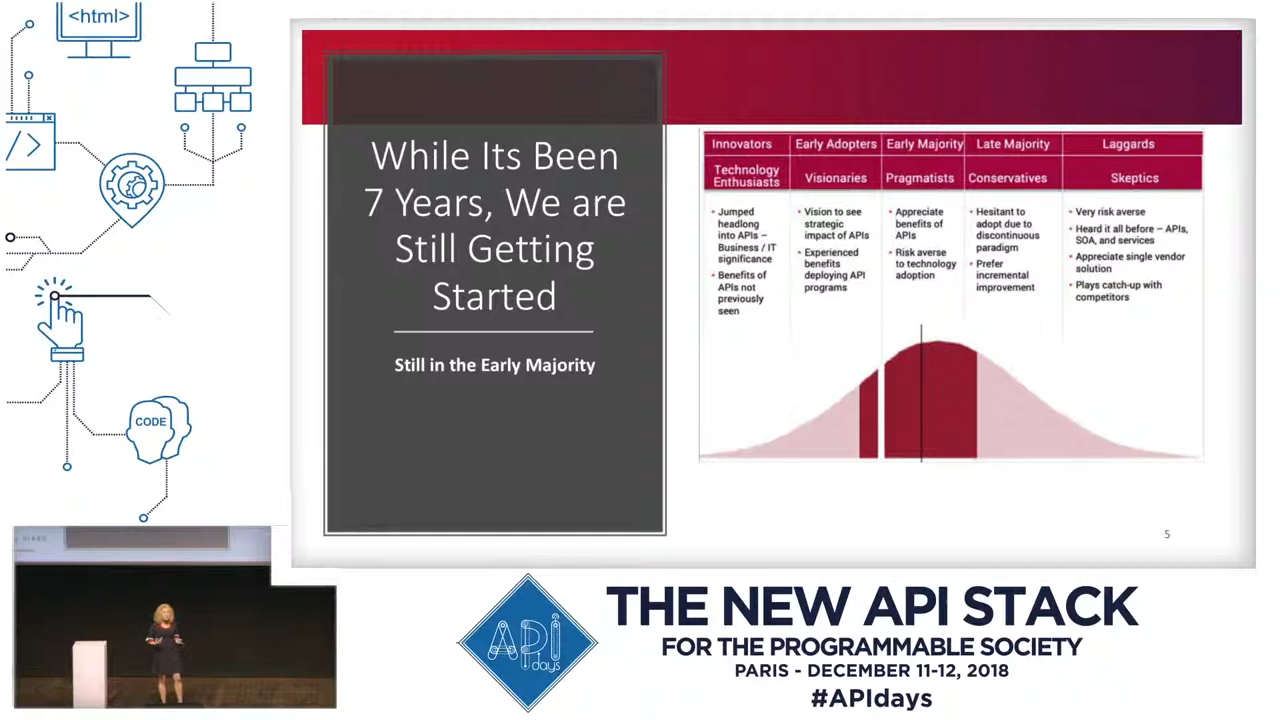 <html>
</>
CODE
While Its Been
7 Years, We are
Still Getting
Started
Still in the Early Majority
Innovators
Technology
Enthusiasts
• Jumped
headlong
into APIs –
Business / IT
significance
• Benefits of
APIs not
previously
seen
Early Adopters
Visionaries
• Vision to see
strategic
impact of APIs
• Experienced
benefits
deploying API
programs
Early Majority
Pragmatists
• Appreciate
benefits of
APIs
• Risk averse
to technology
adoption
Late Majority
Conservatives
• Hesitant to
adopt due to
discontinuous
paradigm
• Prefer
incremental
improvement
Laggards
Skeptics
• Very risk averse
• Heard it all before – APIs,
SOA, and services
• Appreciate single vendor
solution
• Plays catch-up with
competitors
5
API
days
THE NEW API STACK
FOR THE PROGRAMMABLE SOCIETY
PARIS - DECEMBER 11-12, 2018
#APIdays